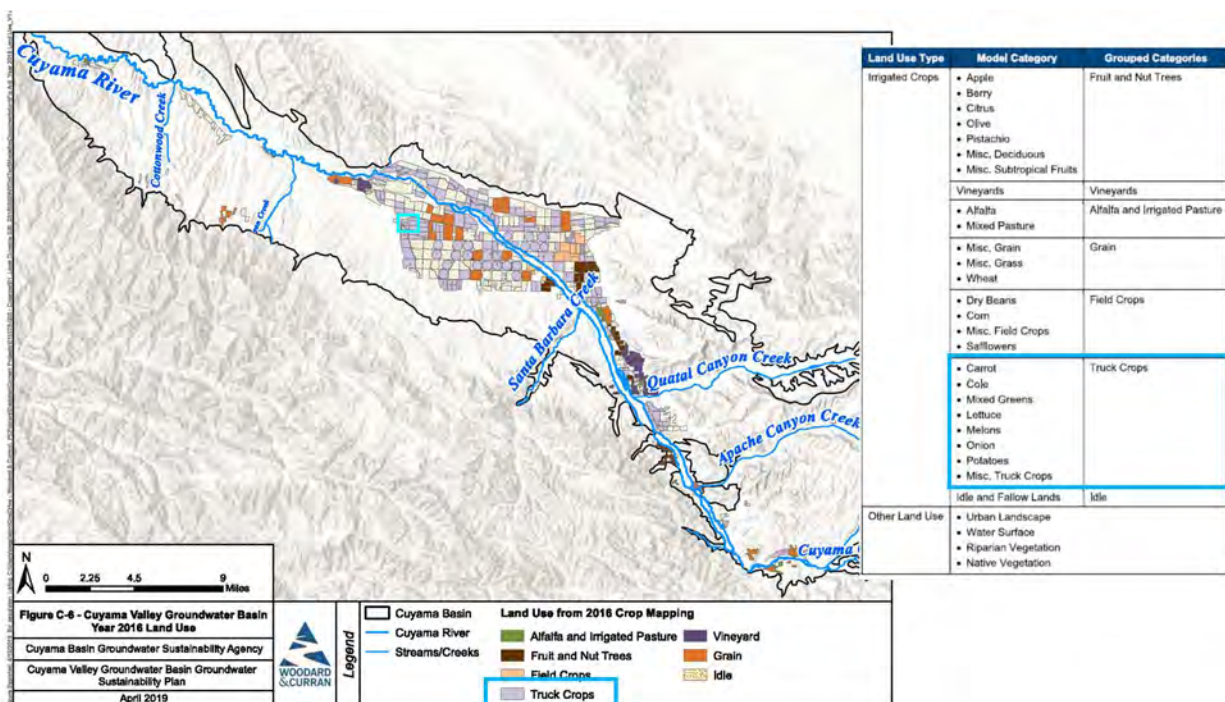 Cuyama River
Cottonwood Creek
Creek
Santa Barbara Creek
Quatal Canyon Creek
Apache Canyon Creek
Cuyama
Land Use Type Model Category Grouped Categories
Irrigated Crops • Apple Fruit and Nut Trees
• Berry
• Citrus
• Olive
• Pistachio
• Misc. Deciduous
• Misc. Subtropical Fruits
Vineyards Vineyards
• Alfalfa Alfalfa and Irrigated Pasture
• Mixed Pasture
• Misc. Grain Grain
• Misc. Grass
• Wheat
• Dry Beans Field Crops
• Corn
• Misc. Field Crops
• Safflowers
• Carrot Truck Crops
• Cole
• Mixed Greens
• Lettuce
• Melons
• Onion
• Potatoes
• Misc. Truck Crops
Idle and Fallow Lands Idle
Other Land Use • Urban Landscape
• Water Surface
• Riparian Vegetation
• Native Vegetation
N
0 2.25 4.5 9
Miles
Figure C-6 - Cuyama Valley Groundwater Basin
Year 2016 Land Use
Cuyama Basin Groundwater Sustainability Agency
Cuyama Valley Groundwater Basin Groundwater
Sustainability Plan
April 2019
WOODARD
&CURRAN
Legend
Cuyama Basin
Cuyama River
Streams/Creeks
Land Use from 2016 Crop Mapping
Alfalfa and Irrigated Pasture
Fruit and Nut Trees
Field Crops
Truck Crops
Vineyard
Grain
Idle